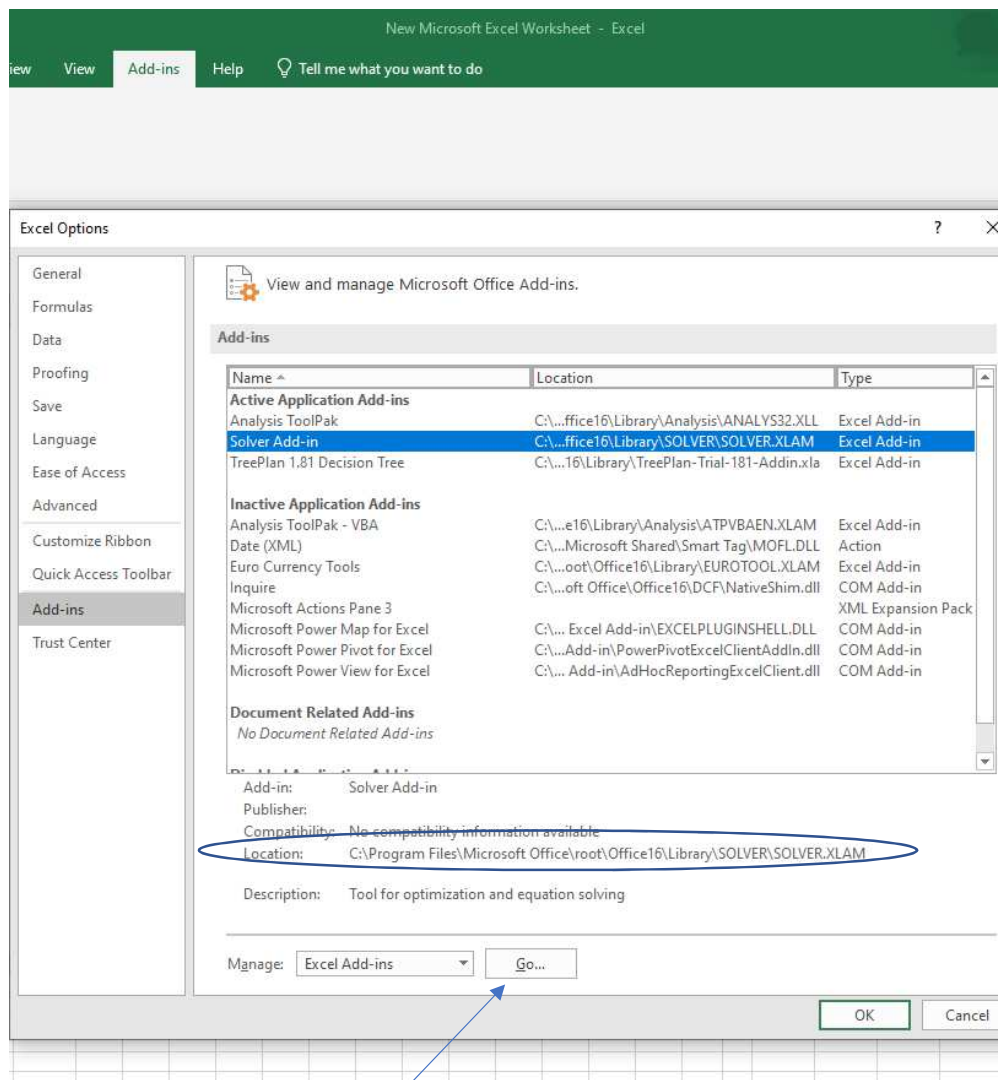 New Microsoft Excel Worksheet - Excel
iew View Add-ins Help Tell me what you want to do
Excel Options ? X
General
Formulas
Data
Proofing
Save
Language
Ease of Access
Advanced
Customize Ribbon
Quick Access Toolbar
Add-ins
Trust Center
View and manage Microsoft Office Add-ins.
Add-ins
Name Location Type
Active Application Add-ins
Analysis ToolPak C:\...ffice16\Library\Analysis\ANALYS32.XLL Excel Add-in
Solver Add-in C:\...ffice16\Library\SOLVER\SOLVER.XLAM Excel Add-in
TreePlan 1.81 Decision Tree C:\...16\Library\TreePlan-Trial-181-Addin.xla Excel Add-in
Inactive Application Add-ins
Analysis ToolPak - VBA C:\...e16\Library\Analysis\ATPVBAEN.XLAM Excel Add-in
Date (XML) C:\...Microsoft Shared\Smart Tag\MOFL.DLL Action
Euro Currency Tools C:\...oot\Office16\Library\EUROTOOL.XLAM Excel Add-in
Inquire C:\...oft Office\Office16\DCF\NativeShim.dll COM Add-in
Microsoft Actions Pane 3 XML Expansion Pack
Microsoft Power Map for Excel C:\... Excel Add-in\EXCELPLUGINSHELL.DLL COM Add-in
Microsoft Power Pivot for Excel C:\...Add-in\PowerPivotExcelClientAddIn.dll COM Add-in
Microsoft Power View for Excel C:\... Add-in\AdHocReportingExcelClient.dll COM Add-in
Document Related Add-ins
No Document Related Add-ins
Add-in: Solver Add-in
Publisher:
Compatibility: No compatibility information available
Location: C:\Program Files\Microsoft Office\root\Office16\Library\SOLVER\SOLVER.XLAM
Description: Tool for optimization and equation solving
Manage: Excel Add-ins Go...
OK Cancel